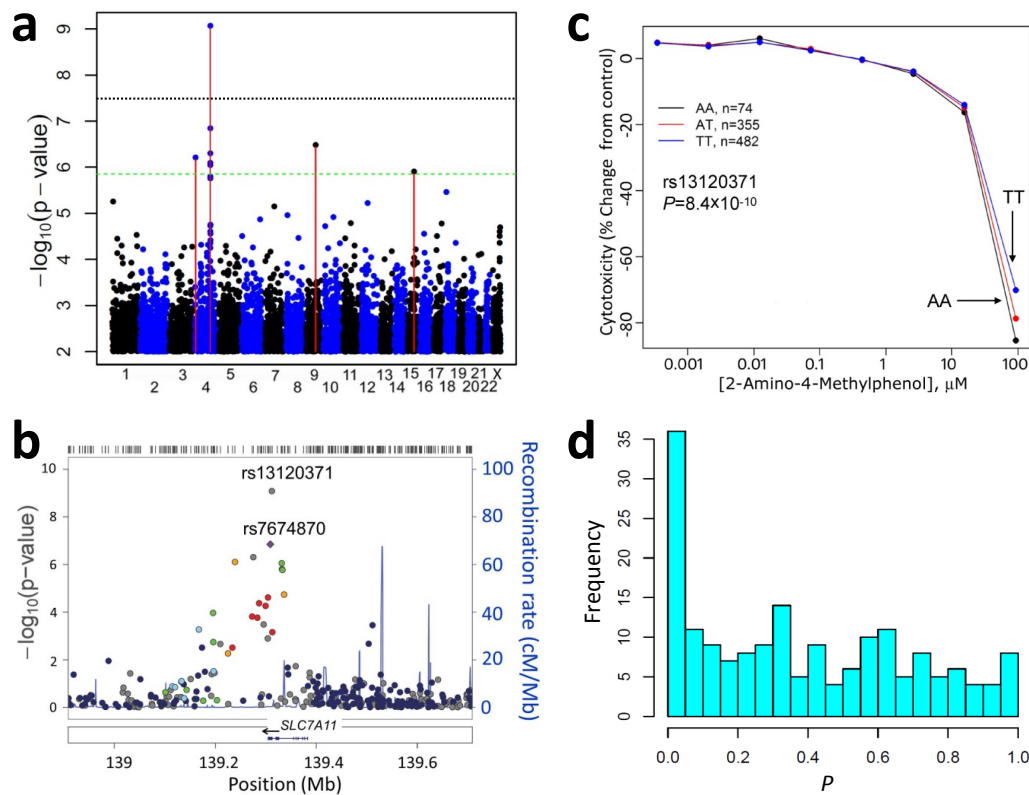 a
−log₁₀(p − value)
9
8
7
6
5
4
3
2
1 3 5 7 9 11 13 15 17 19 21 X
2 4 6 8 10 12 14 16 18 20 22
c
Cytotoxicity (% Change from control)
0
-20
-40
-60
-80
AA, n=74
AT, n=355
TT, n=482
rs13120371
P=8.4×10⁻¹⁰
TT
AA
0.001 0.01 0.1 1 10 100
[2-Amino-4-Methylphenol], μM
b
−log₁₀(p−value)
10
8
6
4
2
0
rs13120371
rs7674870
100
80
60
40
20
0
Recombination rate (cM/Mb)
SLC7A11
139 139.2 139.4 139.6
Position (Mb)
d
Frequency
35
30
25
20
15
10
5
0
0.0 0.2 0.4 0.6 0.8 1.0
P